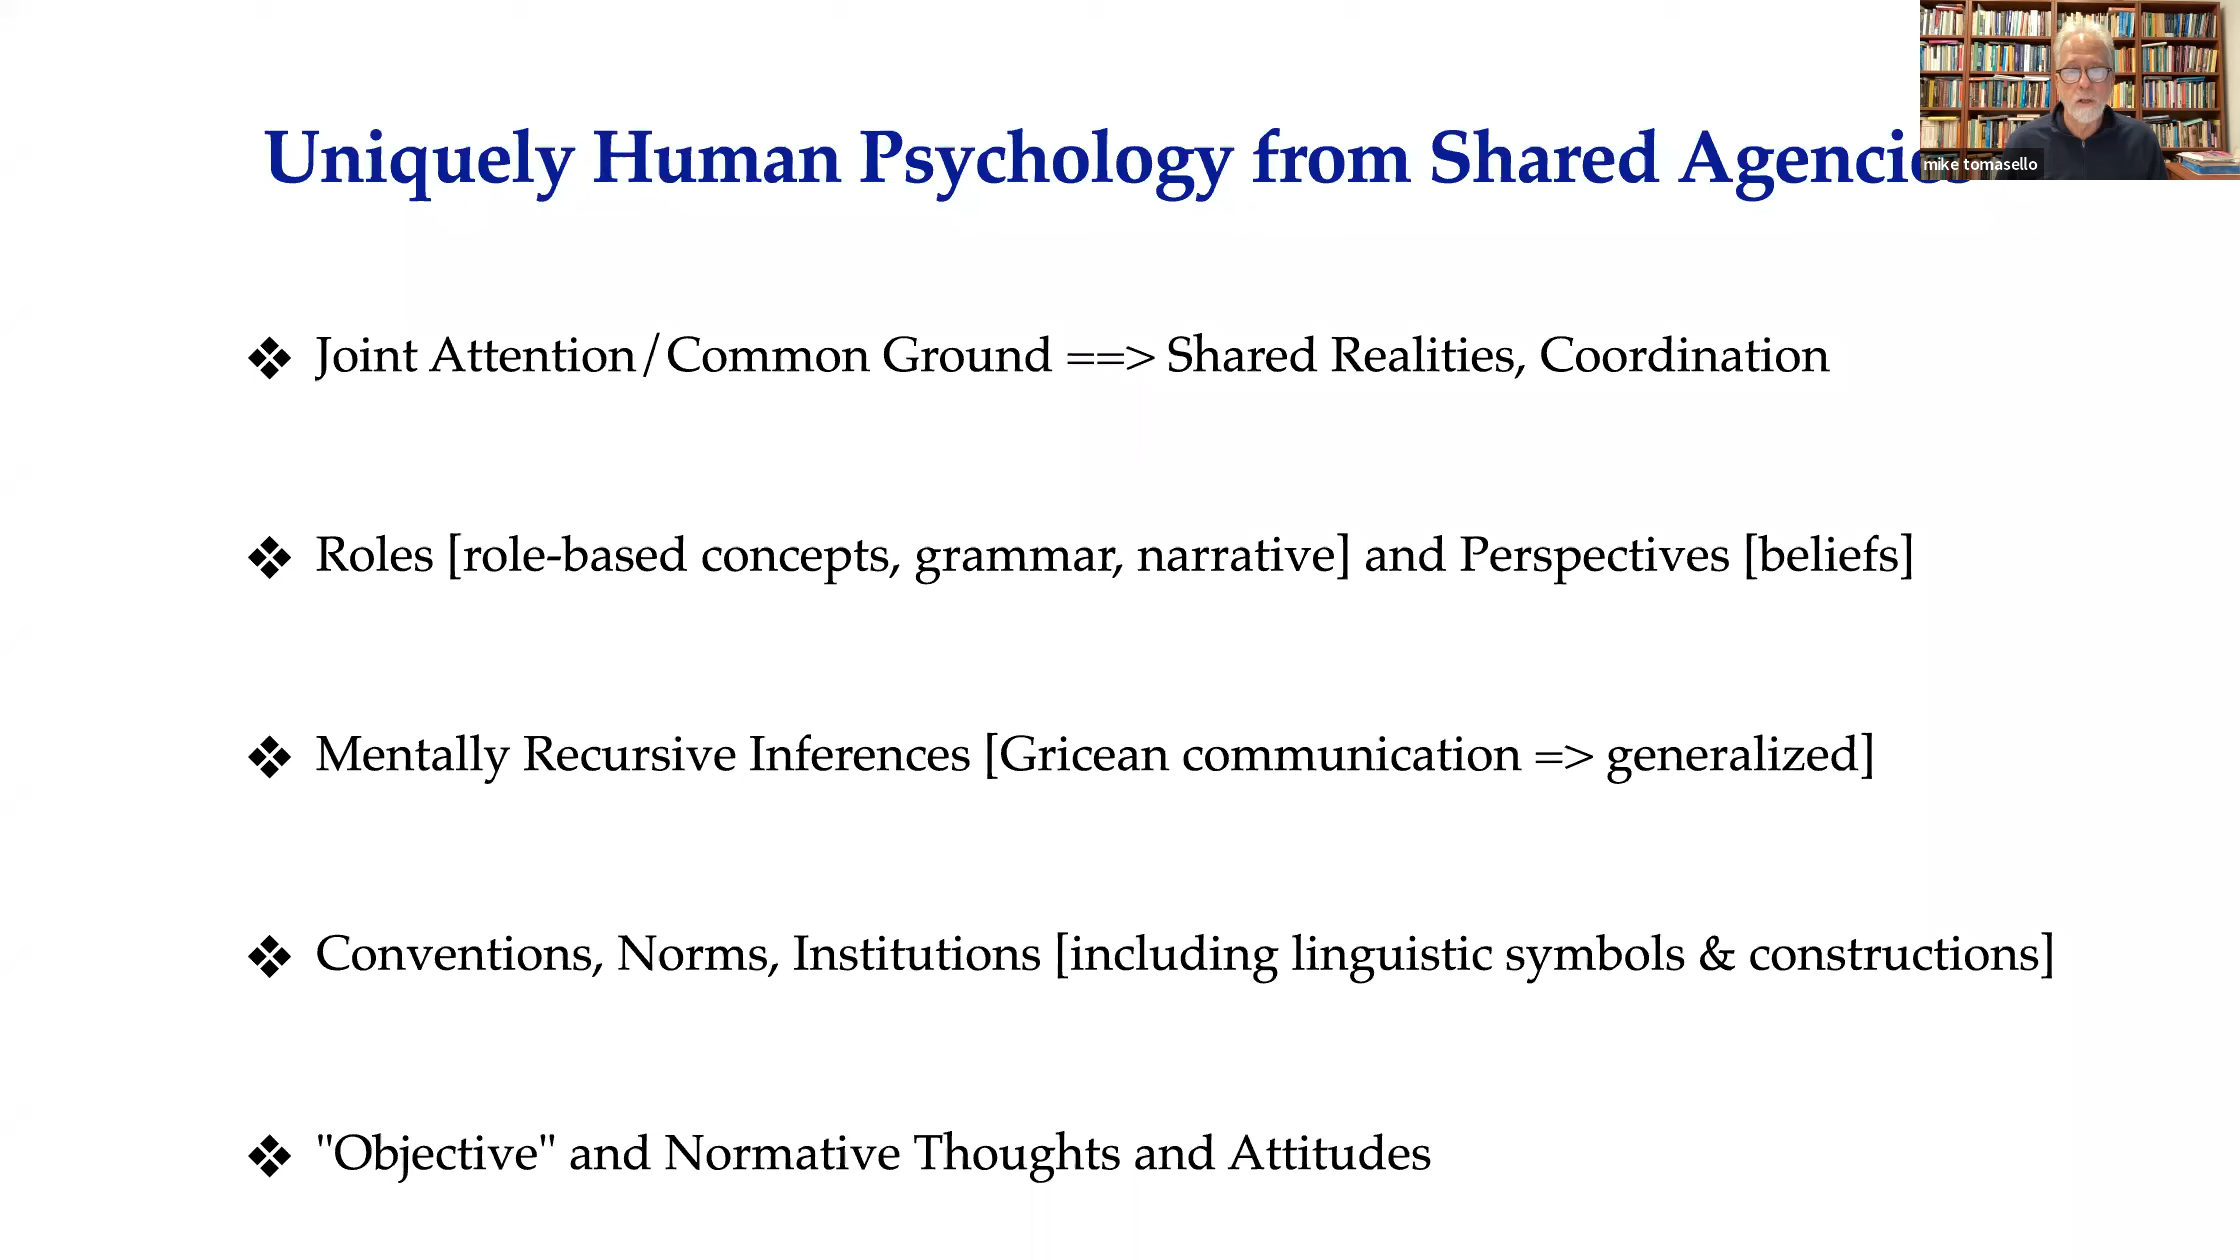 Uniquely Human Psychology from Shared
mike tomasello
❖ Joint Attention/Common Ground ==> Shared Realities, Coordination
❖ Roles [role-based concepts, grammar, narrative] and Perspectives [beliefs]
❖ Mentally Recursive Inferences [Gricean communication => generalized]
❖ Conventions, Norms, Institutions [including linguistic symbols & constructions]
❖ "Objective" and Normative Thoughts and Attitudes